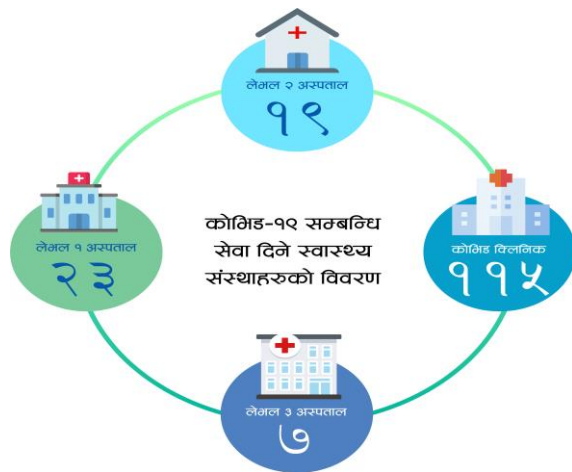 लेभल २ अस्पताल
१९
लेभल १ अस्पताल
२३
कोभिड-१९ सम्बन्धि
सेवा दिने स्वास्थ्य
संस्थाहरुको विवरण
कोभिड क्लिनिक
११५
लेभल ३ अस्पताल
७